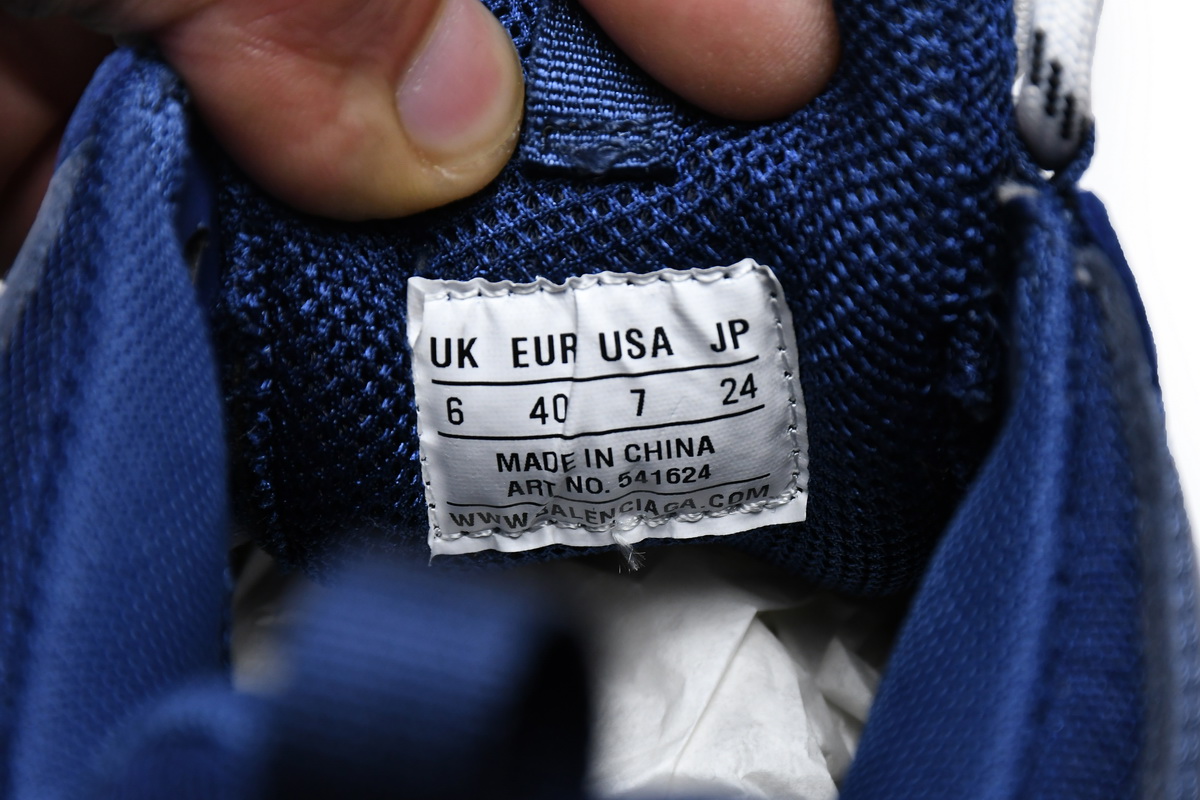 UK EUR USA JP
6 40 7 24
MADE IN CHINA
ART NO. 541624
WWW.BALENCIAGA.COM